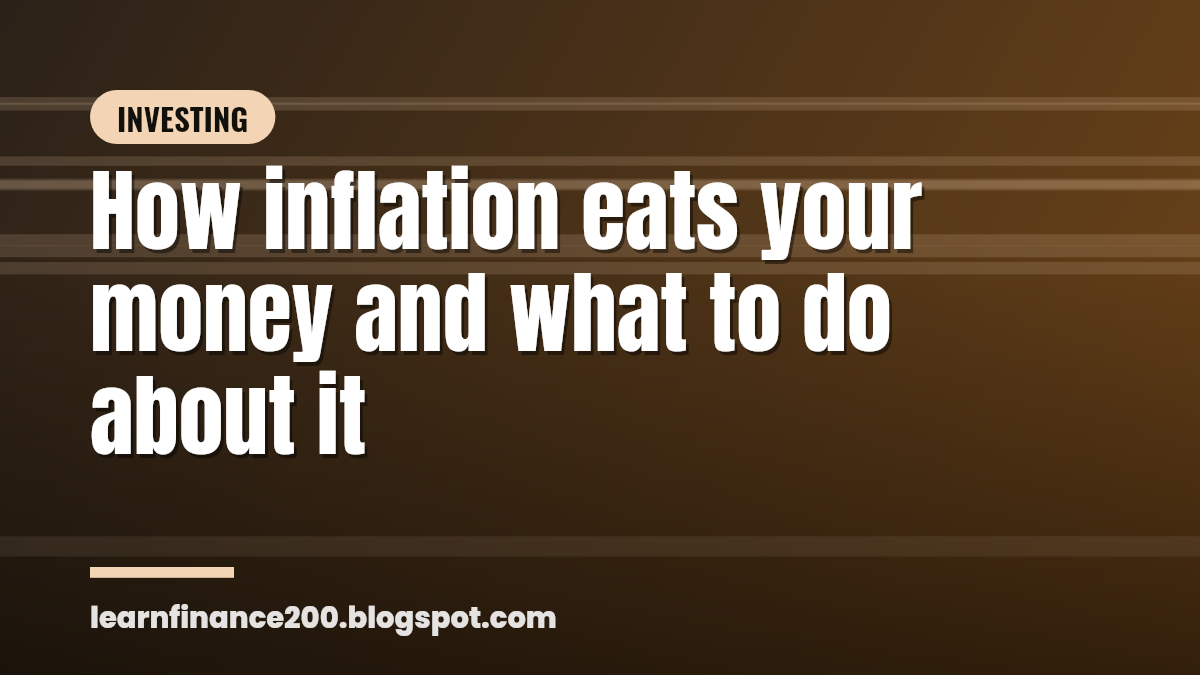 INVESTING
How inflation eats your
money and what to do
about it
learnfinance200.blogspot.com